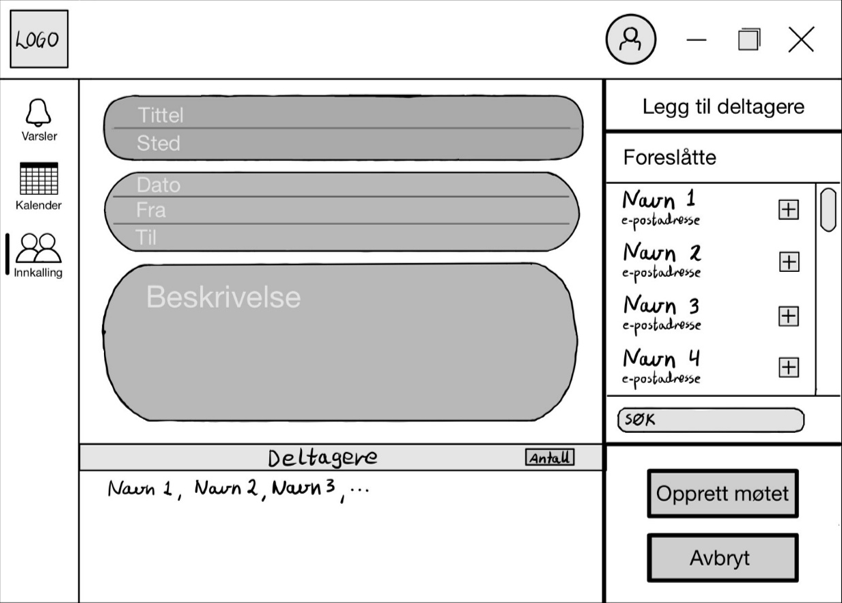 LOGO
Varsler
Kalender
Innkalling
Tittel
Sted
Dato
Fra
Til
Beskrivelse
Deltagere
Antall
Navn 1, Navn 2, Navn 3, ...
Legg til deltagere
Foreslåtte
Navn 1
e-postadresse
Navn 2
e-postadresse
Navn 3
e-postadresse
Navn 4
e-postadresse
SØK
Opprett møtet
Avbryt